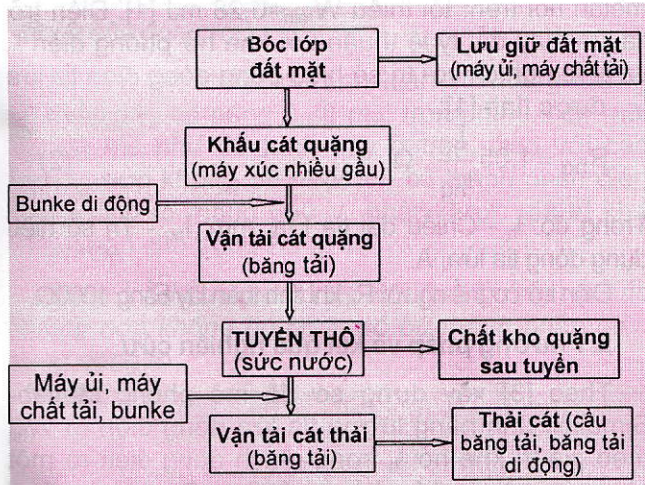 Bóc lớp
đất mặt
Lưu giữ đất mặt
(máy ủi, máy chất tải)
Khấu cát quặng
(máy xúc nhiều gầu)
Bunke di động
Vận tải cát quặng
(băng tải)
TUYỂN THÔ
(sức nước)
Chất kho quặng
sau tuyển
Máy ủi, máy
chất tải, bunke
Vận tải cát thải
(băng tải)
Thải cát (cầu
băng tải, băng tải
di động)